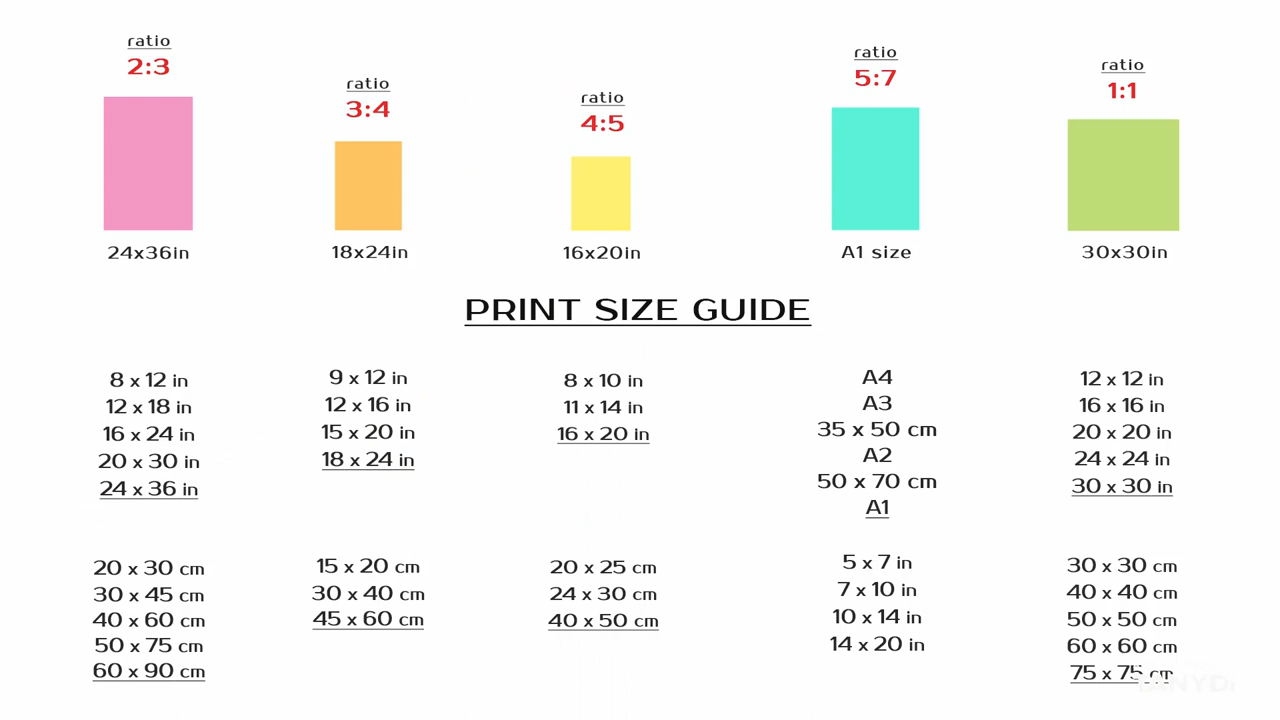 ratio
2:3
24x36in
ratio
3:4
18x24in
ratio
4:5
16x20in
ratio
5:7
A1 size
ratio
1:1
30x30in
PRINT SIZE GUIDE
8 x 12 in
12 x 18 in
16 x 24 in
20 x 30 in
24 x 36 in
20 x 30 cm
30 x 45 cm
40 x 60 cm
50 x 75 cm
60 x 90 cm
9 x 12 in
12 x 16 in
15 x 20 in
18 x 24 in
15 x 20 cm
30 x 40 cm
45 x 60 cm
8 x 10 in
11 x 14 in
16 x 20 in
20 x 25 cm
24 x 30 cm
40 x 50 cm
A4
A3
35 x 50 cm
A2
50 x 70 cm
A1
5 x 7 in
7 x 10 in
10 x 14 in
14 x 20 in
12 x 12 in
16 x 16 in
20 x 20 in
24 x 24 in
30 x 30 in
30 x 30 cm
40 x 40 cm
50 x 50 cm
60 x 60 cm
75 x 75 cm